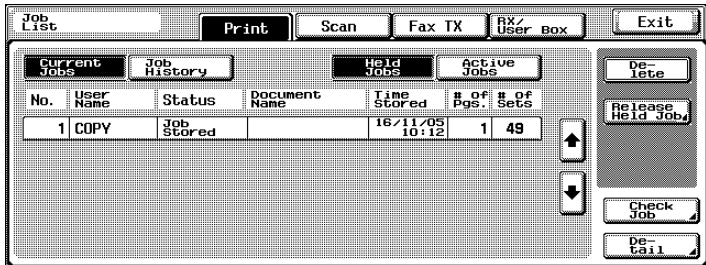 Job
List
Print
Scan
Fax TX
RX/
User Box
Exit
Current
Jobs
Job
History
Held
Jobs
Active
Jobs
De-
lete
No.
User
Name
Status
Document
Name
Time
Stored
# of
Pgs.
# of
Sets
Release
Held Job
1
COPY
Job
Stored
16/11/05
10:12
1
49
Check
Job
De-
tail